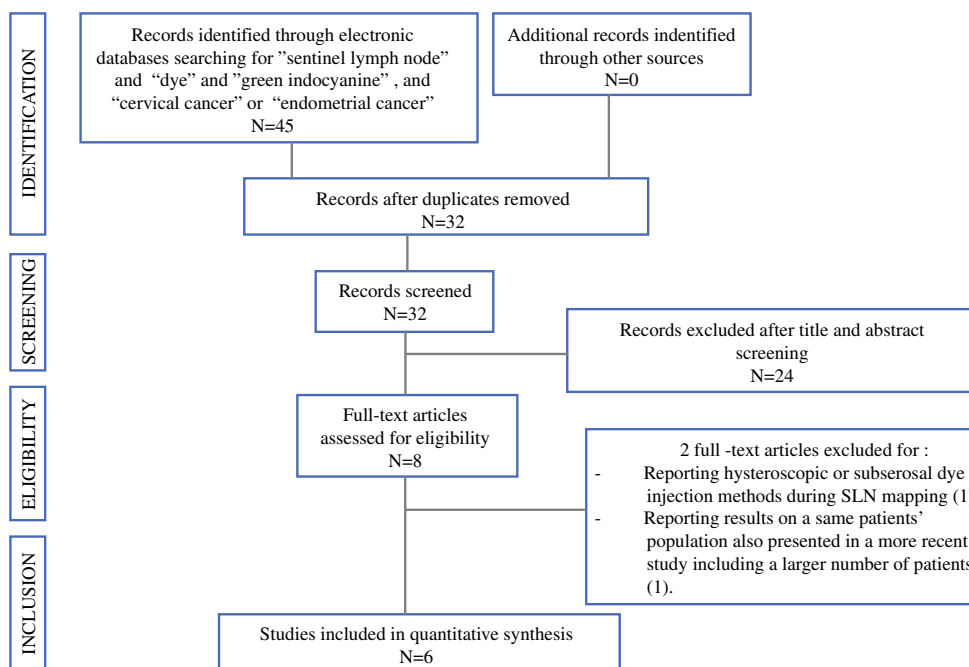 IDENTIFICATION
Records identified through electronic
databases searching for ”sentinel lymph node”
and “dye” and ”green indocyanine” , and
“cervical cancer” or “endometrial cancer”
N=45
Additional records indentified
through other sources
N=0
Records after duplicates removed
N=32
SCREENING
Records screened
N=32
Records excluded after title and abstract
screening
N=24
ELIGIBILITY
Full-text articles
assessed for eligibility
N=8
2 full -text articles excluded for :
- Reporting hysteroscopic or subserosal dye
injection methods during SLN mapping (1
- Reporting results on a same patients’
population also presented in a more recent
study including a larger number of patients
(1).
INCLUSION
Studies included in quantitative synthesis
N=6